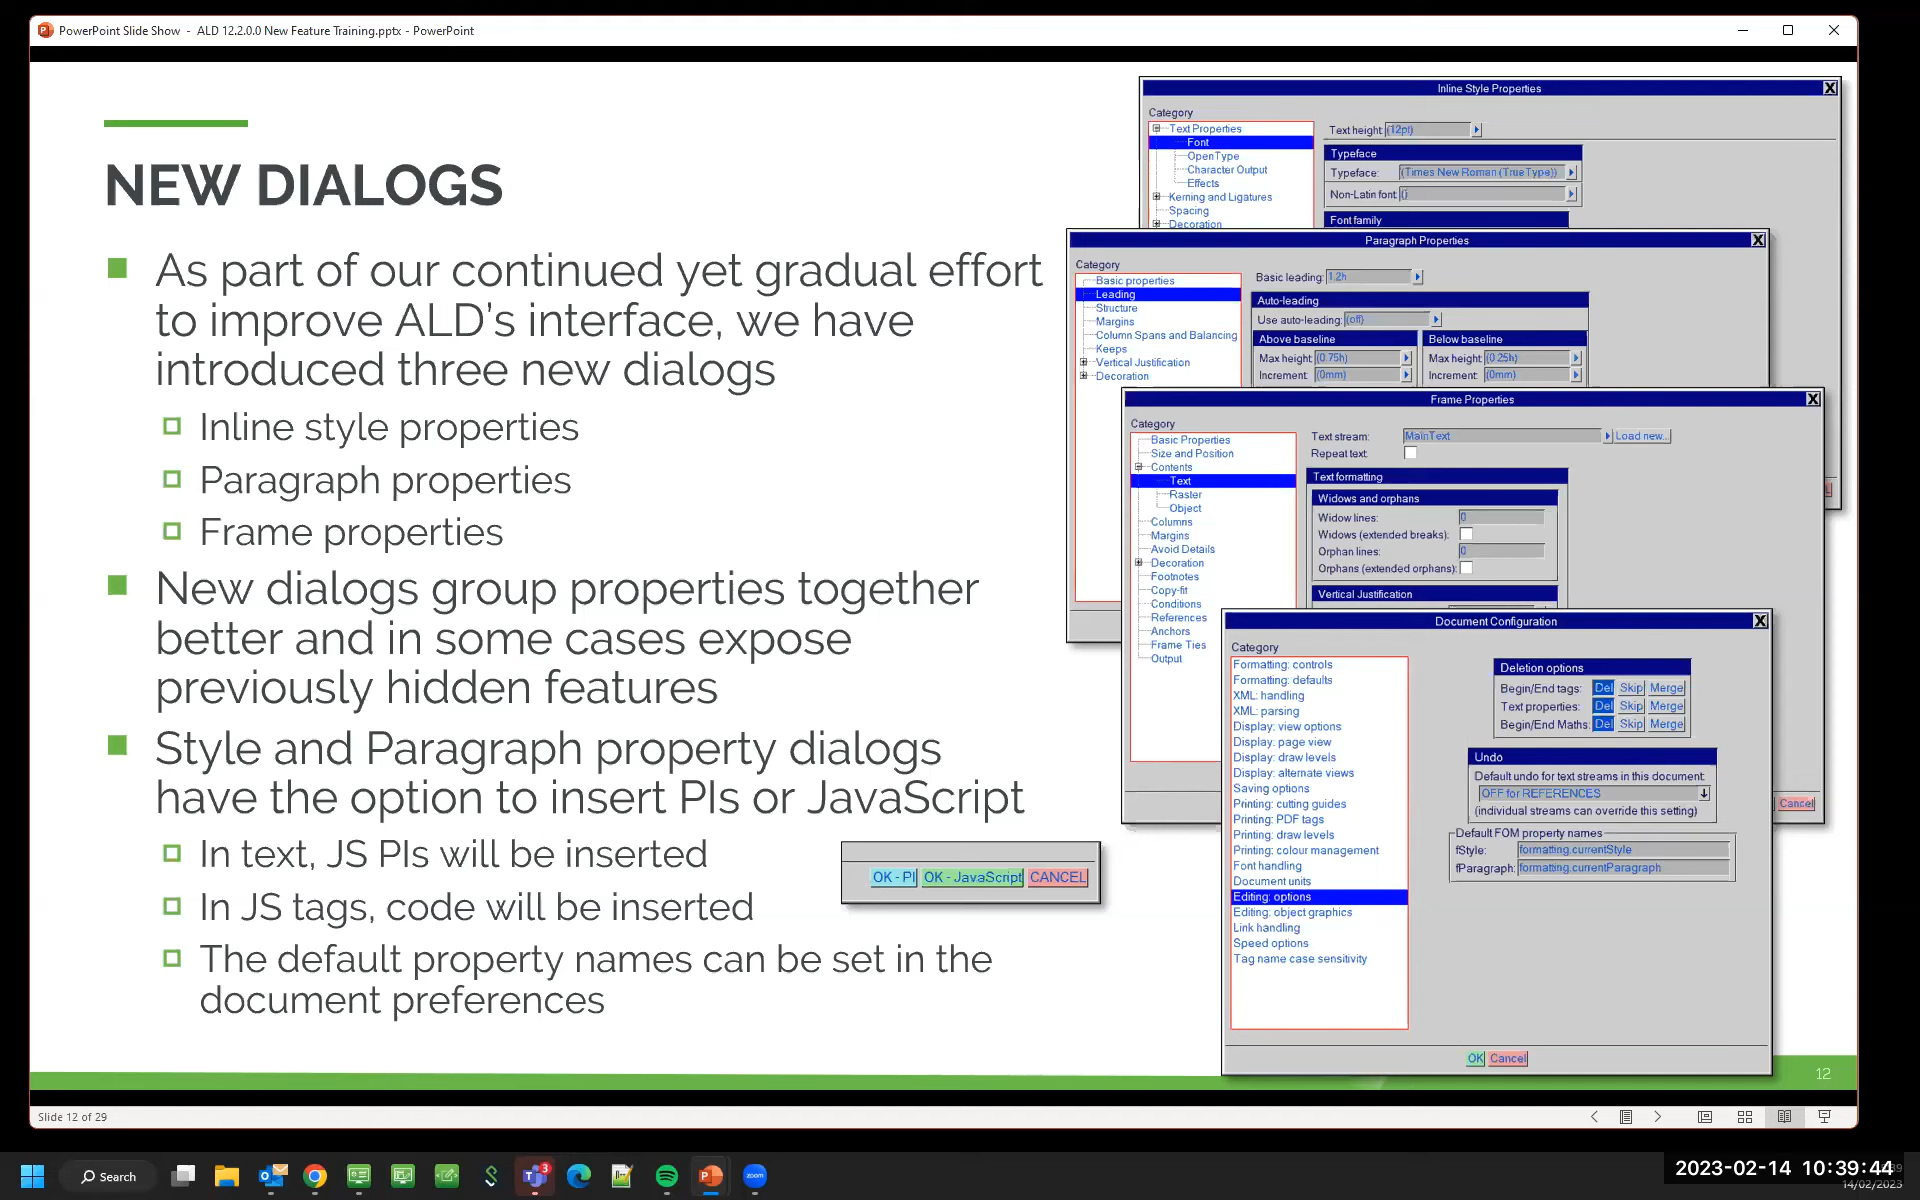 PowerPoint Slide Show - ALD 12.2.0.0 New Feature Training.pptx - PowerPoint
NEW DIALOGS
As part of our continued yet gradual effort
to improve ALD's interface, we have
introduced three new dialogs
Inline style properties
Paragraph properties
Frame properties
New dialogs group properties together
better and in some cases expose
previously hidden features
Style and Paragraph property dialogs
have the option to insert PIs or JavaScript
In text, JS PIs will be inserted
In JS tags, code will be inserted
The default property names can be set in the
document preferences
OK - PI OK - JavaScript CANCEL
Inline Style Properties
Category
Text Properties
Font
OpenType
Character Output
Effects
Kerning and Ligatures
Spacing
Decoration
Text height: (12pt)
Typeface
Typeface: (Times New Roman (TrueType))
Non-Latin font: ()
Font family
Paragraph Properties
Category
Basic properties
Leading
Structure
Margins
Column Spans and Balancing
Keeps
Vertical Justification
Decoration
Basic leading: 1.2h
Auto-leading
Use auto-leading: (off)
Above baseline Below baseline
Max height: (0.75h) Max height: (0.25h)
Increment: (0mm) Increment: (0mm)
Frame Properties
Category
Basic Properties
Size and Position
Contents
Text
Raster
Object
Columns
Margins
Avoid Details
Decoration
Footnotes
Copy-fit
Conditions
References
Anchors
Frame Ties
Output
Text stream: MainText Load new...
Repeat text:
Text formatting
Widows and orphans
Widow lines: 0
Widows (extended breaks):
Orphan lines: 0
Orphans (extended orphans):
Vertical Justification
Cancel
Document Configuration
Category
Formatting: controls
Formatting: defaults
XML: handling
XML: parsing
Display: view options
Display: page view
Display: draw levels
Display: alternate views
Saving options
Printing: cutting guides
Printing: PDF tags
Printing: draw levels
Printing: colour management
Font handling
Document units
Editing: options
Editing: object graphics
Link handling
Speed options
Tag name case sensitivity
Deletion options
Begin/End tags: Del Skip Merge
Text properties: Del Skip Merge
Begin/End Maths: Del Skip Merge
Undo
Default undo for text streams in this document:
OFF for REFERENCES
(individual streams can override this setting)
Default FOM property names
fStyle: formatting.currentStyle
fParagraph: formatting.currentParagraph
OK Cancel
12
Slide 12 of 29
Search
3
zoom
2023-02-14 10:39:44
14/02/2023